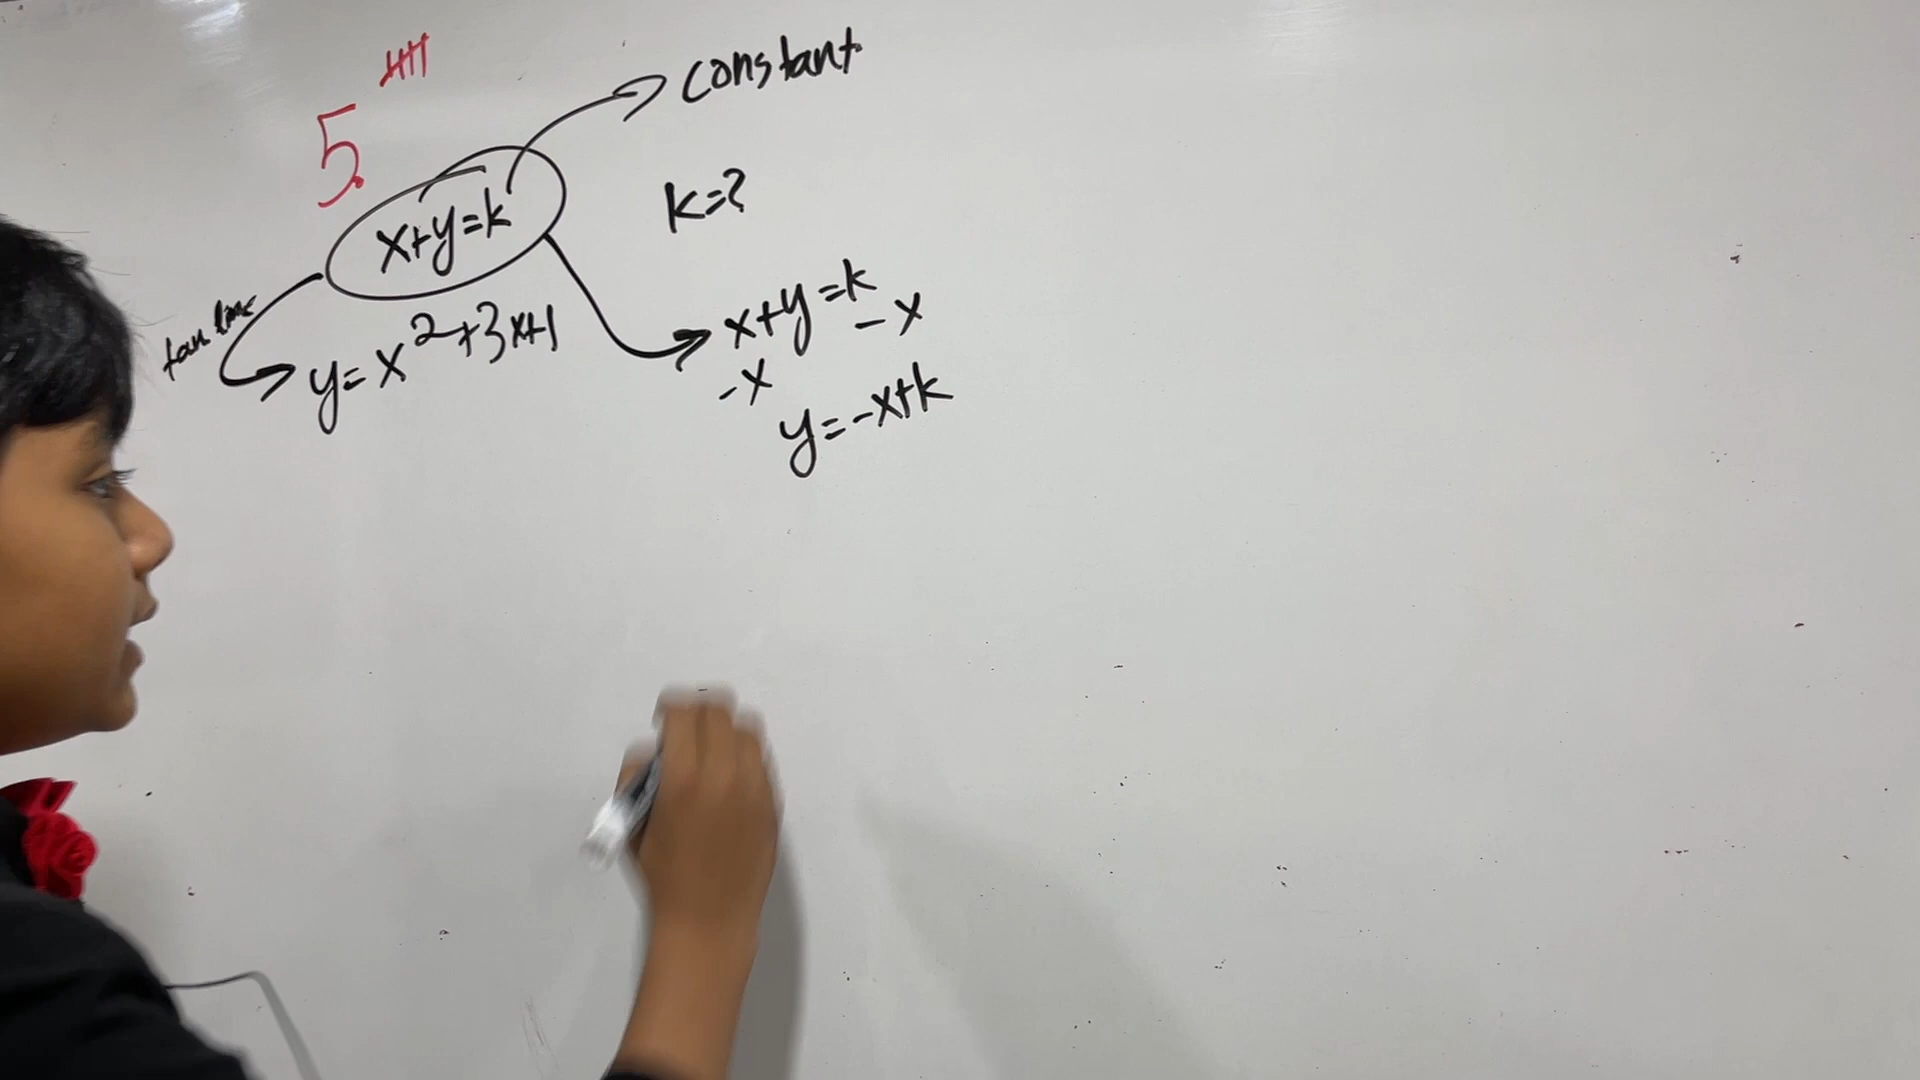 5.
constant
x+y=k
k=?
tan line
y=x²+3x+1
x+y=k
-x
-x
y=-x+k